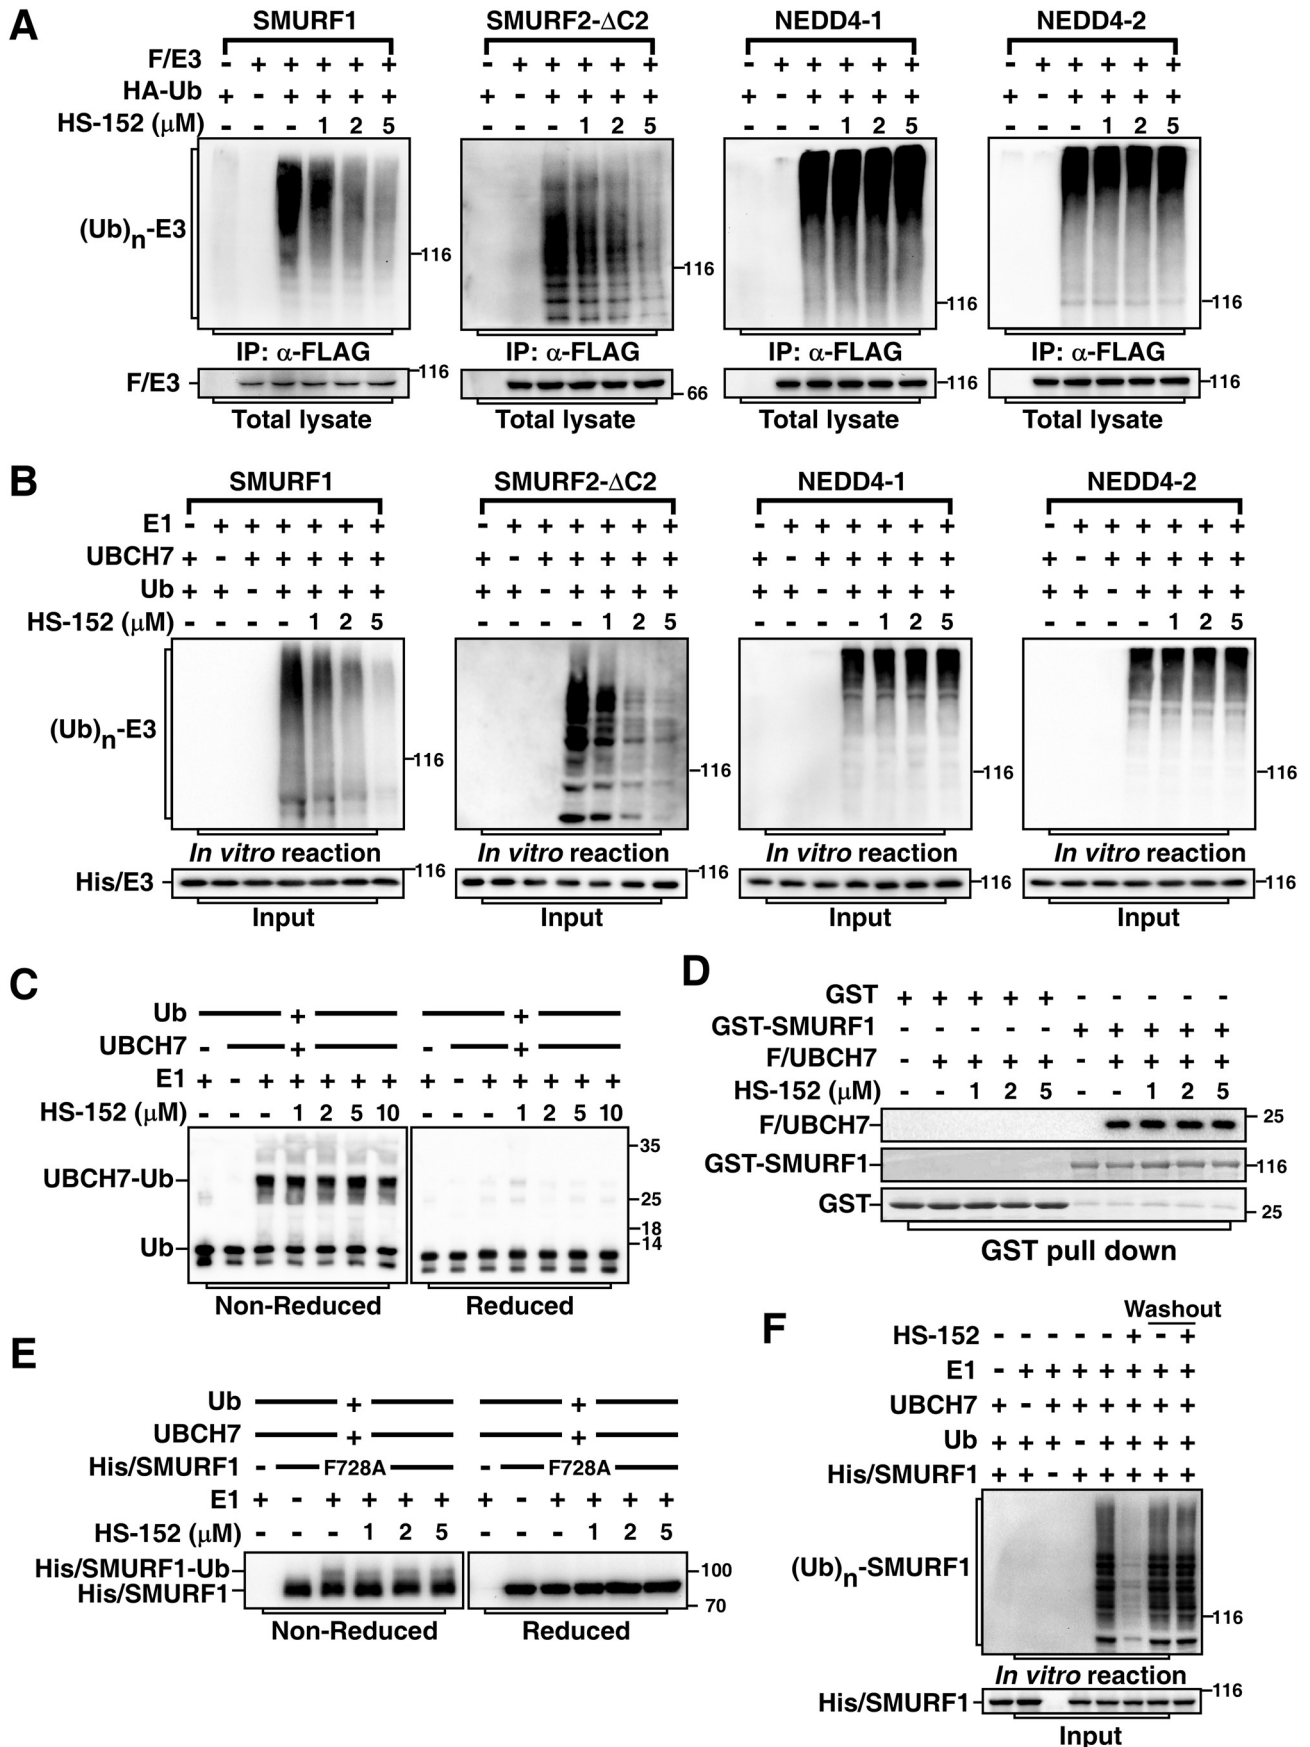 A
SMURF1 SMURF2-ΔC2 NEDD4-1 NEDD4-2
F/E3 - + + + + + - + + + + + - + + + + + - + + + + +
HA-Ub + - + + + + + - + + + + + - + + + + + - + + + +
HS-152 (μM) - - - 1 2 5 - - - 1 2 5 - - - 1 2 5 - - - 1 2 5
(Ub)n-E3
116 116 116 116
IP: α-FLAG IP: α-FLAG IP: α-FLAG IP: α-FLAG
F/E3 116 66 116 116
Total lysate Total lysate Total lysate Total lysate
B
SMURF1 SMURF2-ΔC2 NEDD4-1 NEDD4-2
E1 - + + + + + + - + + + + + + - + + + + + + - + + + + + +
UBCH7 + - + + + + + + - + + + + + + - + + + + + + - + + + + +
Ub + + - + + + + + + - + + + + + + - + + + + + + - + + + +
HS-152 (μM) - - - - 1 2 5 - - - - 1 2 5 - - - - 1 2 5 - - - - 1 2 5
(Ub)n-E3
116 116 116 116
In vitro reaction In vitro reaction In vitro reaction In vitro reaction
His/E3 116 116 116 116
Input Input Input Input
C
Ub + +
UBCH7 - + - +
E1 + - + + + + + + - + + + + +
HS-152 (μM) - - - 1 2 5 10 - - - 1 2 5 10
35
UBCH7-Ub
25
18
Ub 14
Non-Reduced Reduced
D
GST + + + + + - - - - -
GST-SMURF1 - - - - - + + + + +
F/UBCH7 - + + + + - + + + +
HS-152 (μM) - - 1 2 5 - - 1 2 5
F/UBCH7 25
GST-SMURF1 116
GST 25
GST pull down
E
Ub + +
UBCH7 + +
His/SMURF1 - F728A - F728A
E1 + - + + + + + - + + + +
HS-152 (μM) - - - 1 2 5 - - - 1 2 5
His/SMURF1-Ub 100
His/SMURF1
70
Non-Reduced Reduced
F
Washout
HS-152 - - - - - + - +
E1 - + + + + + + +
UBCH7 + - + + + + + +
Ub + + + - + + + +
His/SMURF1 + + - + + + + +
(Ub)n-SMURF1
116
In vitro reaction
His/SMURF1 116
Input